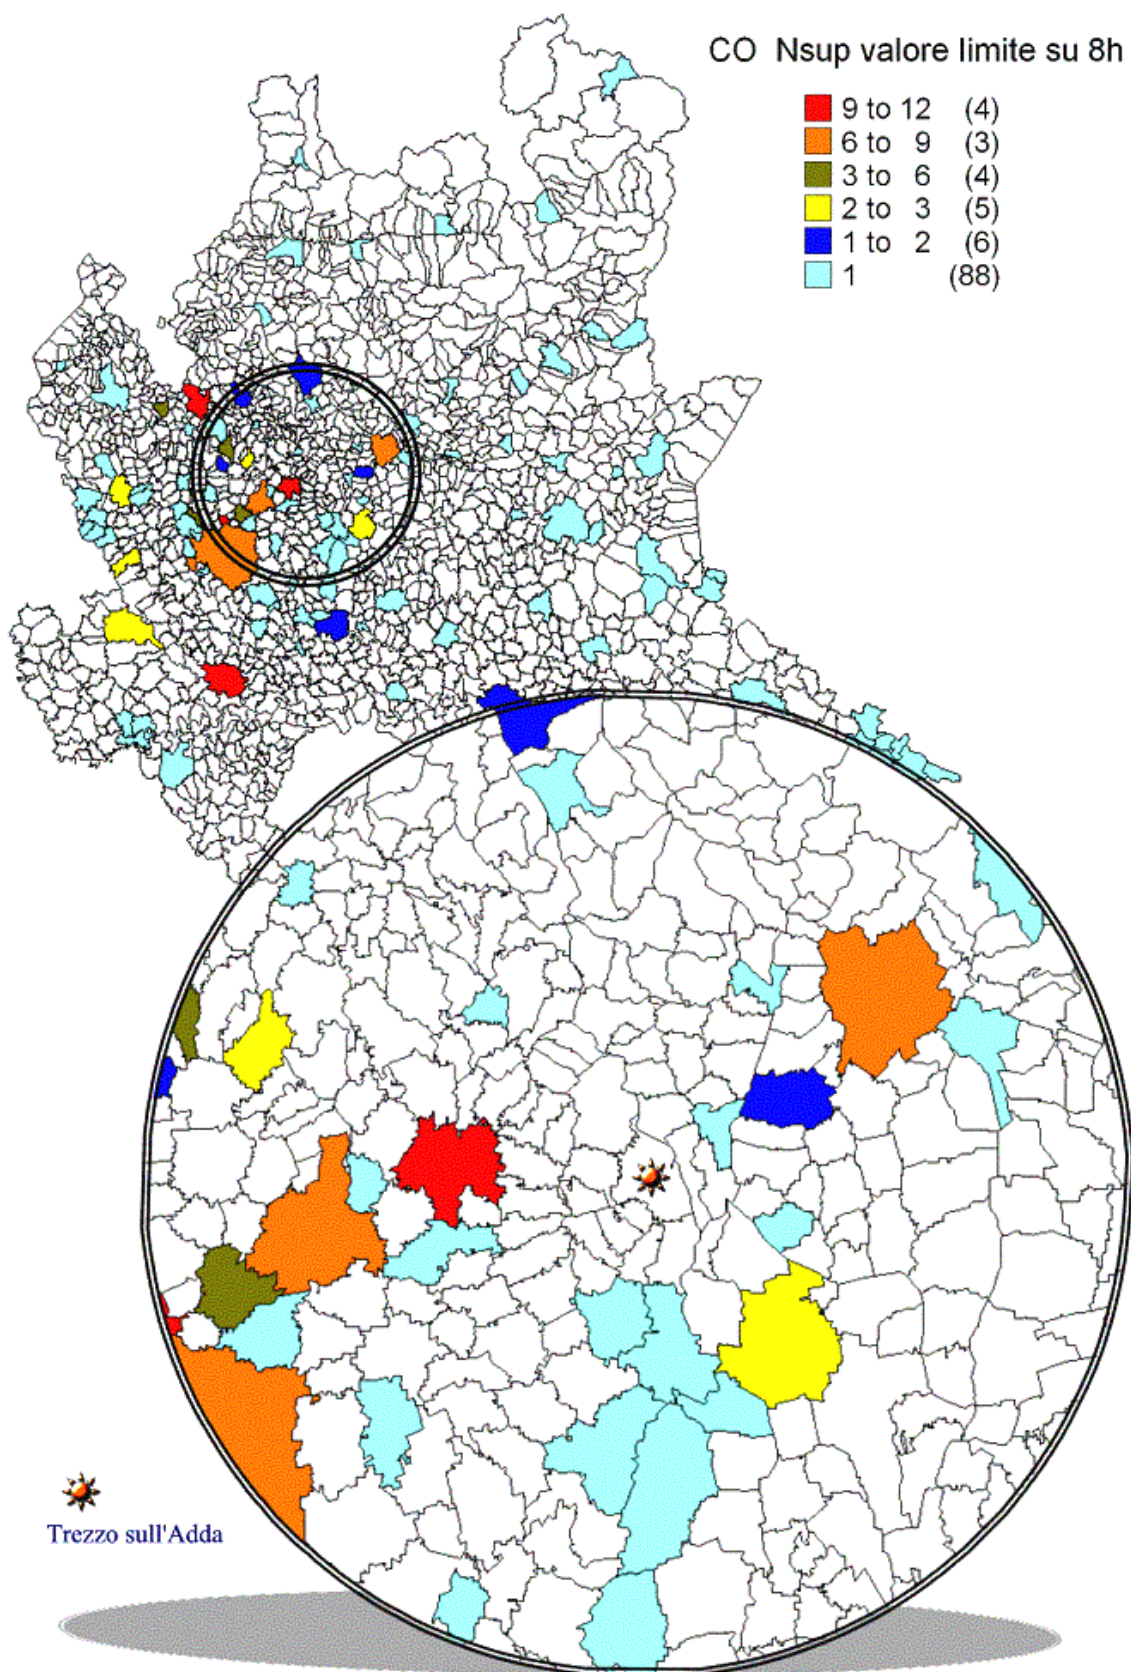 CO Nsup valore limite su 8h
9 to 12 (4)
6 to 9 (3)
3 to 6 (4)
2 to 3 (5)
1 to 2 (6)
1 (88)
Trezzo sull'Adda